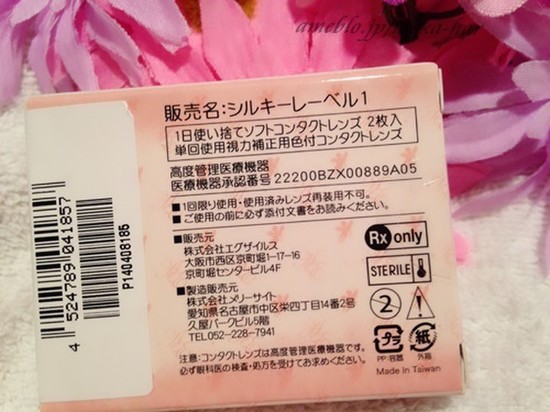 ameblo.jp
販売名:シルキーレーベル1
1日使い捨てソフトコンタクトレンズ 2枚入
単回使用視力補正用色付コンタクトレンズ
高度管理医療機器
医療機器承認番号 22200BZX00889A05
■1回限り使用・使用済みレンズ再装用不可。
■ご使用の前に必ず添付文書をお読みください。
■販売元
株式会社エグザイルス
大阪市西区京町堀1-17-16
京町堀センタービル4F
■製造販売元
株式会社メリーサイト
愛知県名古屋市中区栄四丁目14番2号
久屋パークビル5階
TEL052-228-7941
注意:コンタクトレンズは高度管理医療機器です。
必ず眼科医の検査・処方を受けてお求めください。
Rx only
STERILE
2
プラ
PP:容器
紙
外箱
Made in Taiwan
4 524789 041857
P140408185